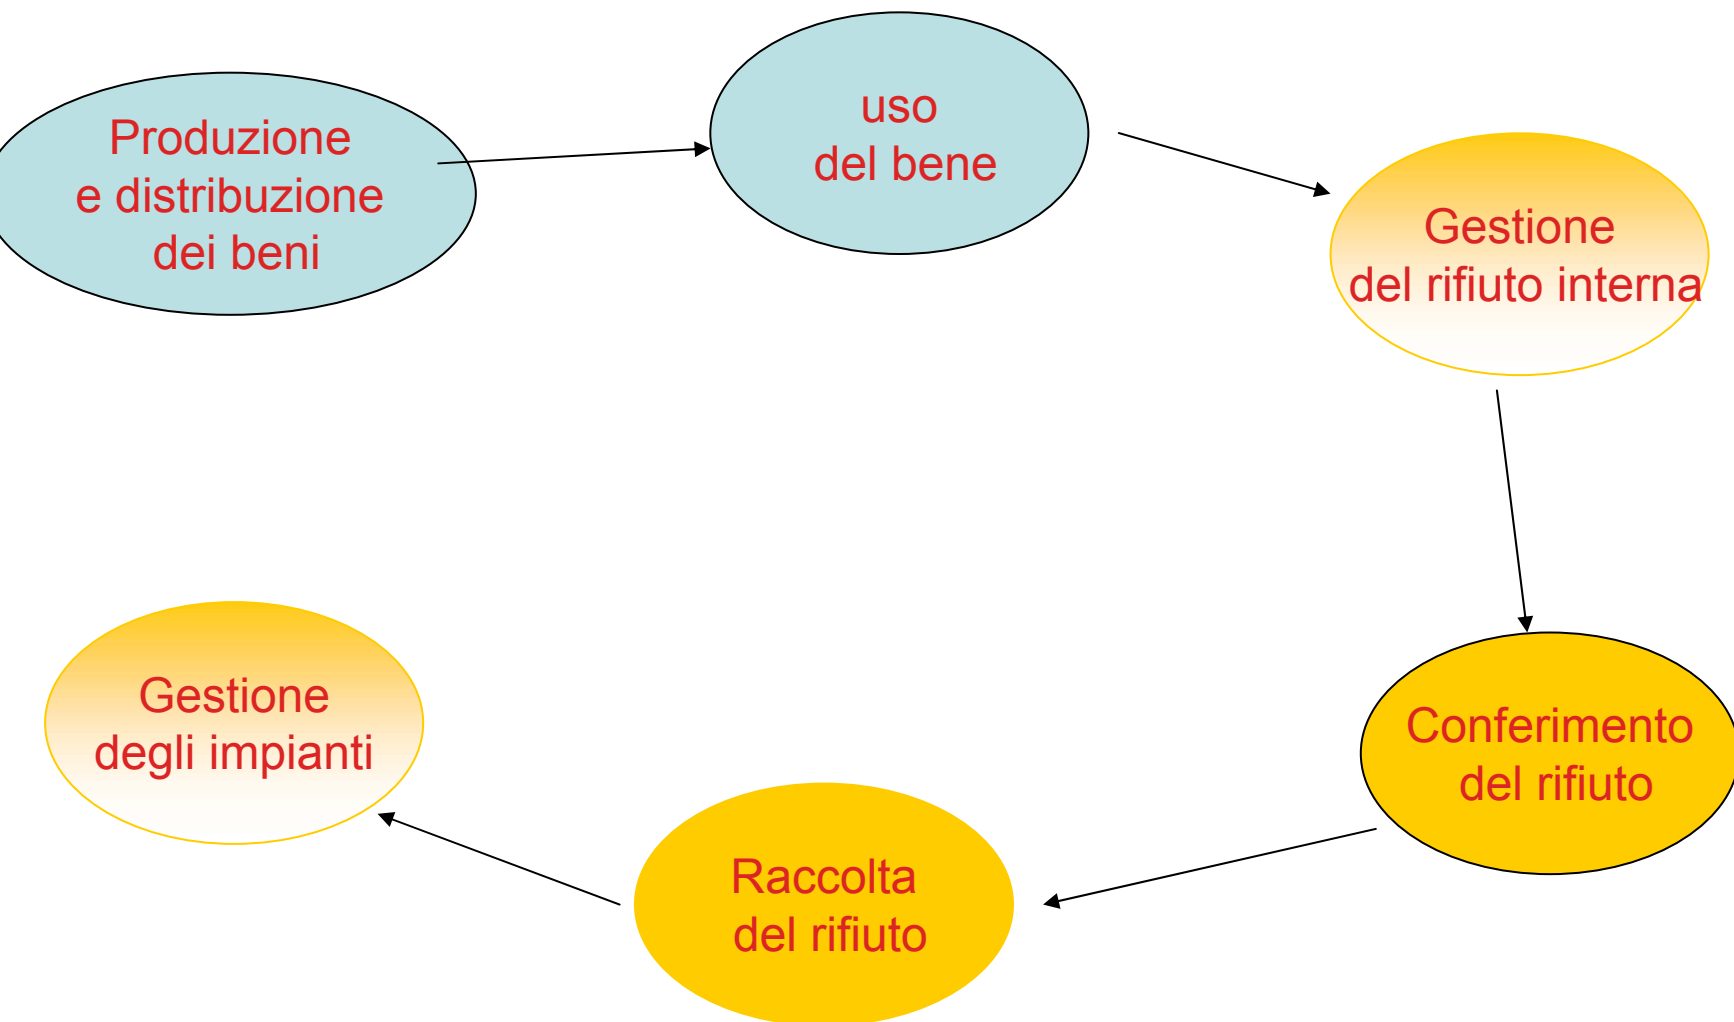 Produzione
e distribuzione
dei beni
uso
del bene
Gestione
del rifiuto interna
Conferimento
del rifiuto
Raccolta
del rifiuto
Gestione
degli impianti